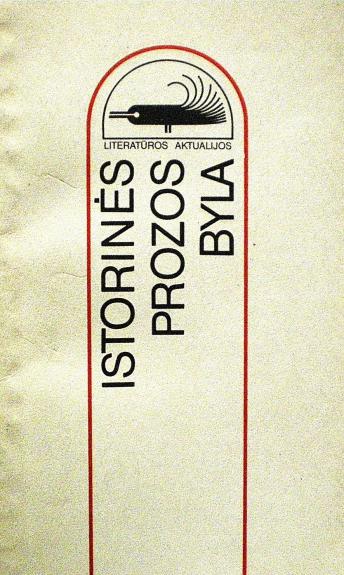 LITERATŪROS AKTUALIJOS
ISTORINĖS
PROZOS
BYLA